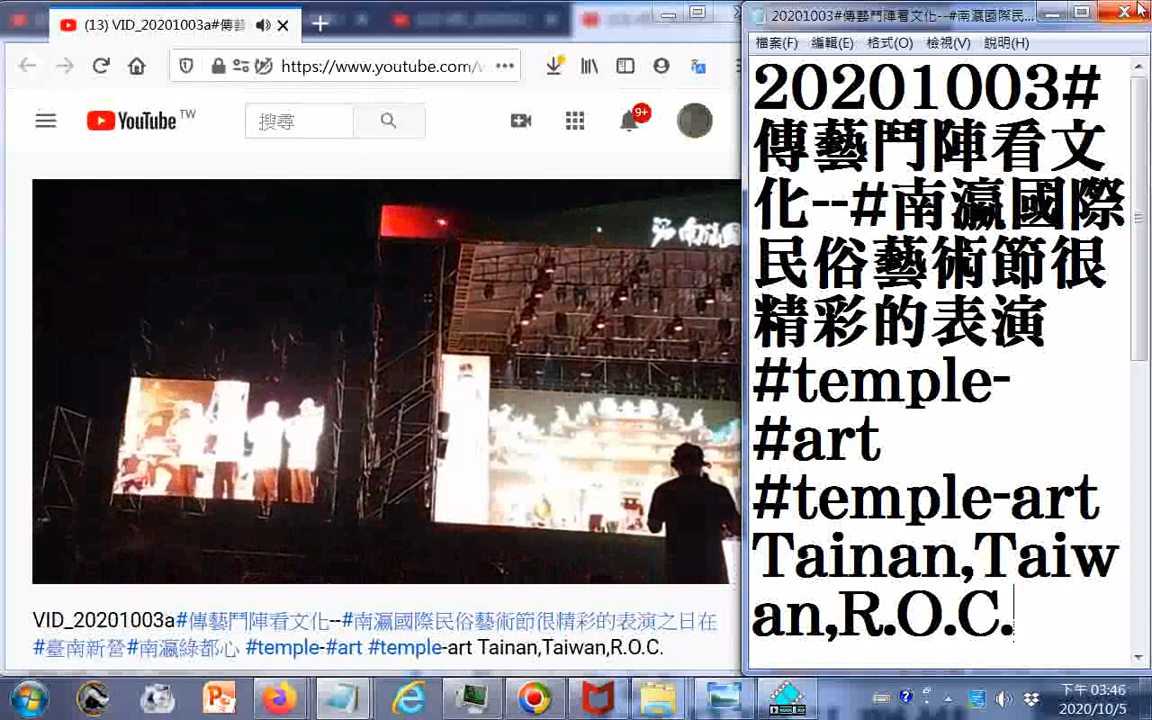 (13) VID_20201003a#傳藝
20201003#傳藝鬥陣看文化--#南瀛國際民...
檔案(F) 編輯(E) 格式(O) 檢視(V) 說明(H)
https://www.youtube.com/
YouTube TW
搜尋
9+
南瀛國
20201003#
傳藝鬥陣看文
化--#南瀛國際
民俗藝術節很
精彩的表演
#temple-
#art
#temple-art
Tainan,Taiw
an,R.O.C.
VID_20201003a#傳藝鬥陣看文化--#南瀛國際民俗藝術節很精彩的表演之日在
#臺南新營#南瀛綠都心 #temple-#art #temple-art Tainan,Taiwan,R.O.C.
下午 03:46
2020/10/5